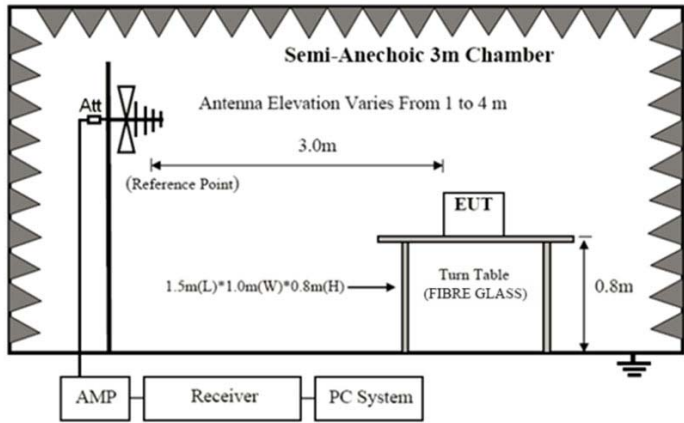 Semi-Anechoic 3m Chamber
Att
Antenna Elevation Varies From 1 to 4 m
3.0m
(Reference Point)
EUT
1.5m(L)*1.0m(W)*0.8m(H)
Turn Table
(FIBRE GLASS)
0.8m
AMP
Receiver
PC System